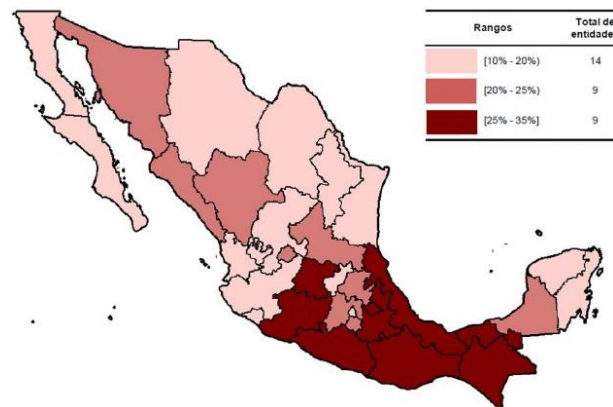 Rangos
Total de
entidade
[10% - 20%) 14
[20% - 25%) 9
[25% - 35%] 9